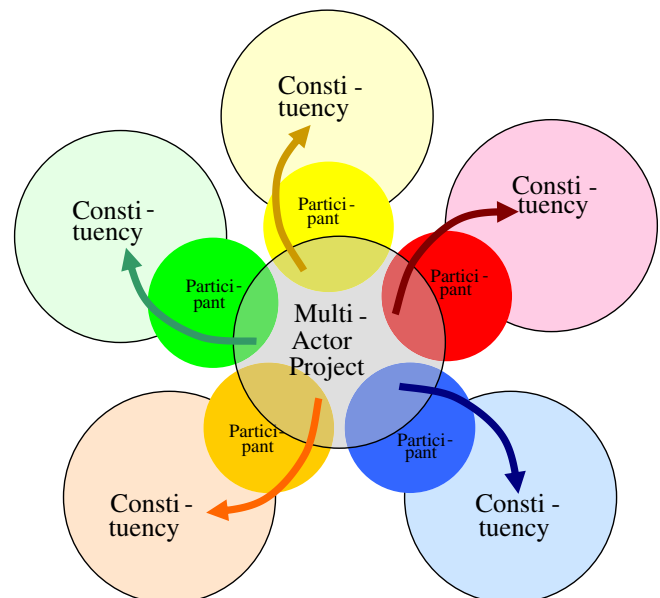 Consti -
tuency
Consti -
tuency
Consti -
tuency
Partici-
pant
Partici-
pant
Partici-
pant
Multi -
Actor
Project
Partici-
pant
Partici-
pant
Consti -
tuency
Consti -
tuency